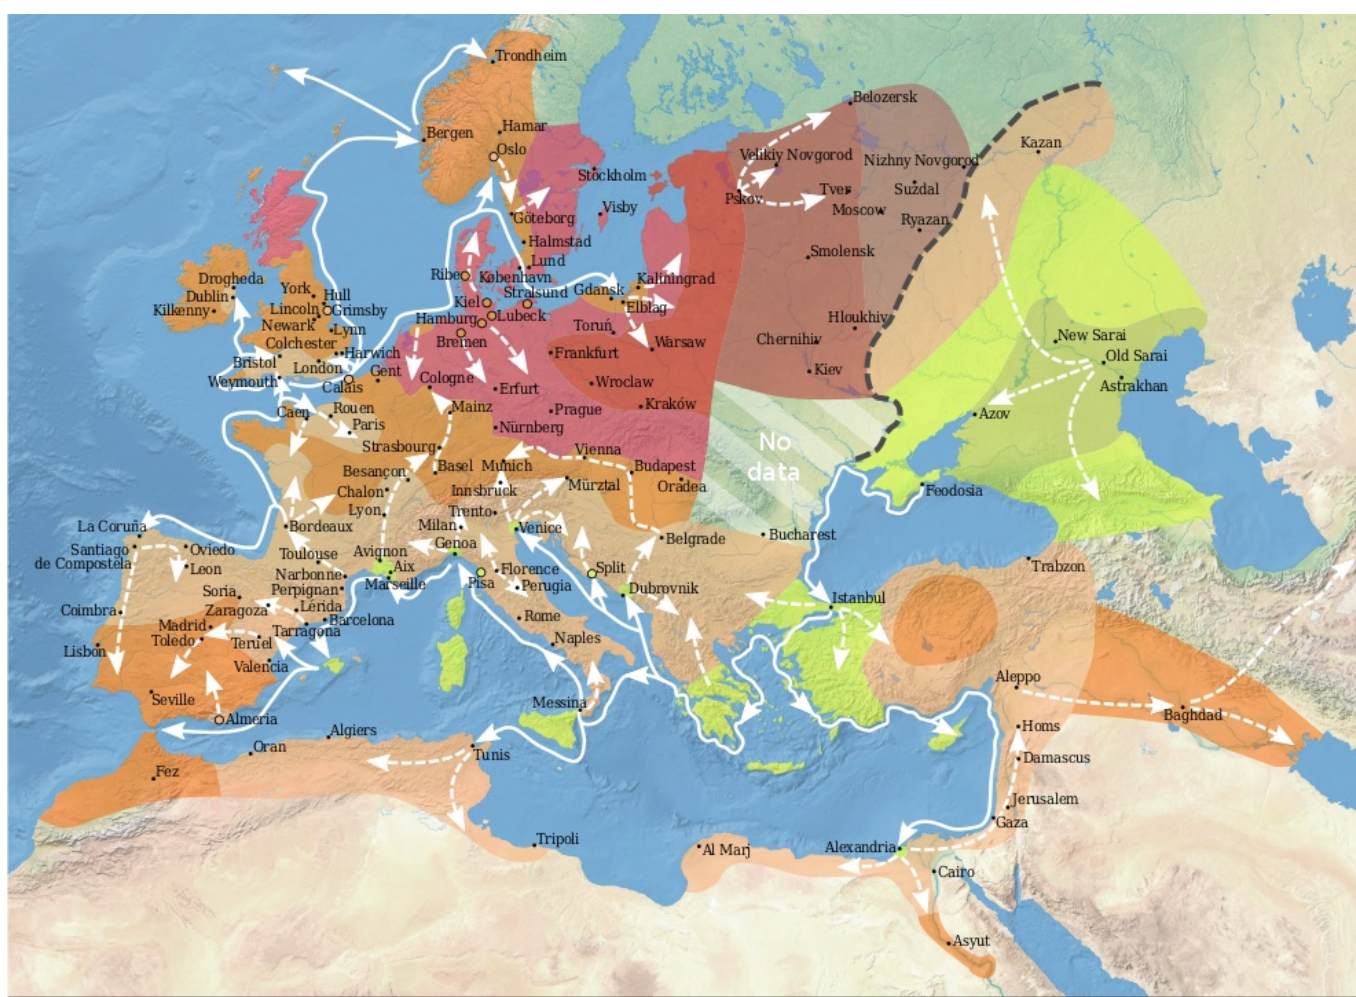 Trondheim
Bergen
Hamar
Oslo
Stockholm
Visby
Göteborg
Halmstad
Lund
Ribe
København
Belozersk
Velikiy Novgorod
Nizhny Novgorod
Kazan
Pskov
Tver
Suzdal
Moscow
Ryazan
Smolensk
Hloukhiv
Chernihiv
Kiev
Drogheda
Dublin
Kilkenny
York
Hull
Lincoln
Grimsby
Newark
Lynn
Colchester
Harwich
Bristol
London
Weymouth
Calais
Gent
Kiel
Stralsund
Hamburg
Lubeck
Bremen
Gdansk
Kaliningrad
Elblag
Toruń
Warsaw
Frankfurt
Wroclaw
Kraków
Cologne
Erfurt
Mainz
Prague
Nürnberg
Caen
Rouen
Paris
Strasbourg
Besançon
Basel
Munich
Vienna
Budapest
Oradea
Chalon
Innsbruck
Mürztal
Lyon
Trento
No
data
New Sarai
Old Sarai
Astrakhan
Azov
Feodosia
La Coruña
Santiago
de Compostela
Oviedo
Leon
Bordeaux
Milan
Venice
Genoa
Belgrade
Bucharest
Toulouse
Avignon
Aix
Narbonne
Marseille
Perpignan
Pisa
Florence
Perugia
Split
Dubrovnik
Istanbul
Trabzon
Soria
Lérida
Zaragoza
Barcelona
Coimbra
Madrid
Tarragona
Toledo
Teruel
Lisbon
Valencia
Rome
Naples
Seville
Almeria
Messina
Aleppo
Baghdad
Homs
Damascus
Jerusalem
Gaza
Algiers
Oran
Tunis
Fez
Tripoli
Al Marj
Alexandria
Cairo
Asyut